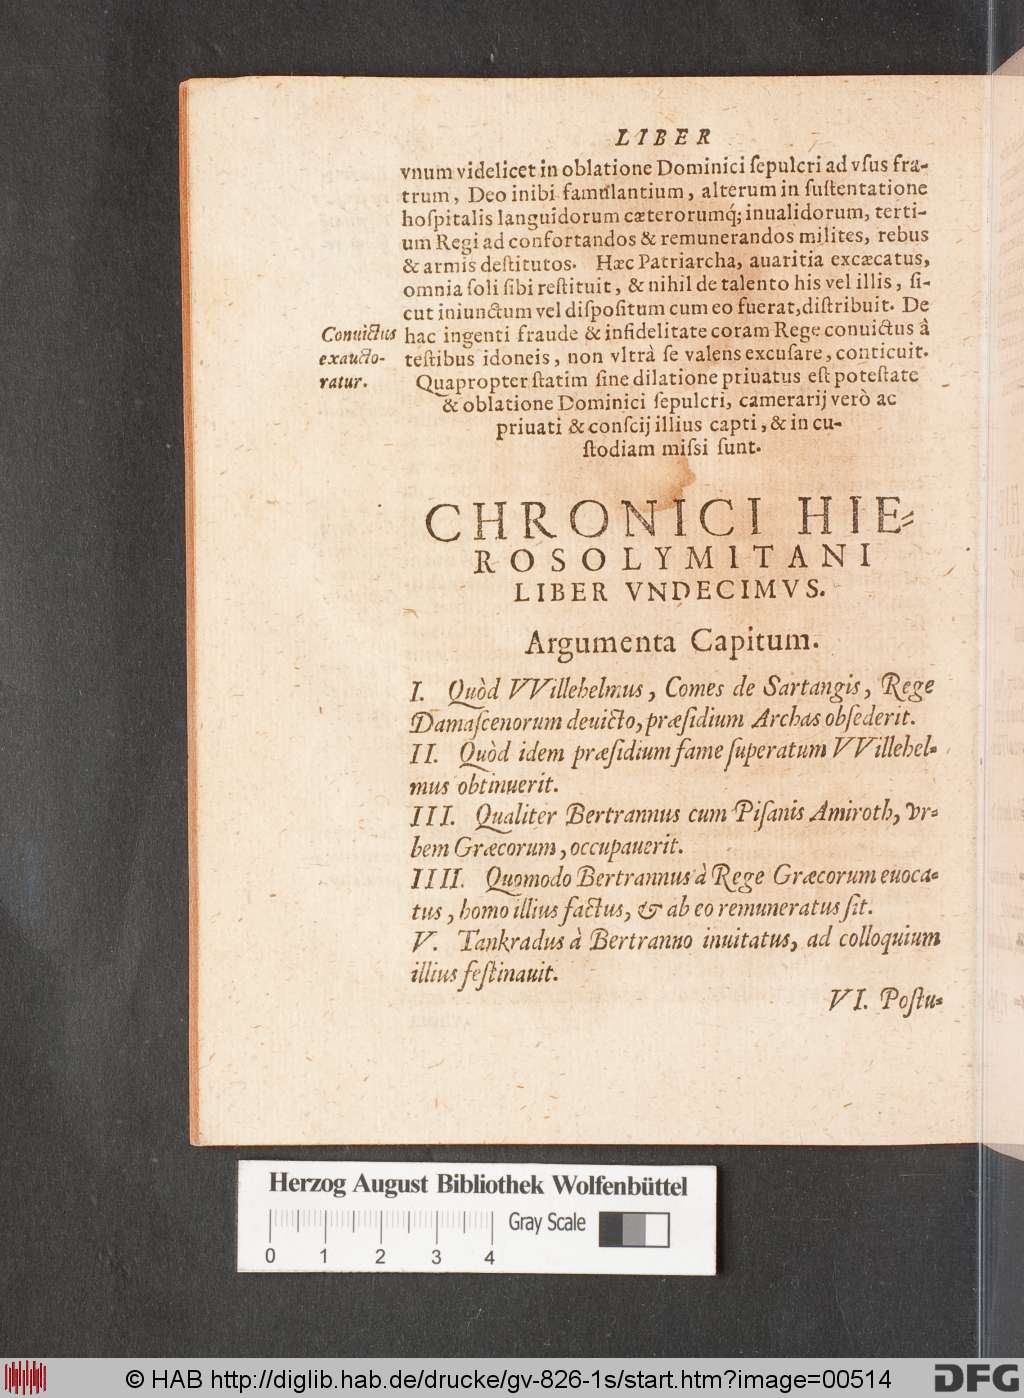 LIBER
vnum videlicet in oblatione Dominici ſepulcri ad vſus fra-
trum, Deo inibi famulantium, alterum in ſuſtentatione
hoſpitalis languidorum cæterorumq́; inualidorum, terti-
um Regi ad confortandos & remunerandos milites, rebus
& armis deſtitutos. Hæc Patriarcha, auaritia excæcatus,
omnia ſoli ſibi reſtituit, & nihil de talento his vel illis, ſi-
cut iniunctum vel diſpoſitum cum eo fuerat, diſtribuit. De
hac ingenti fraude & infidelitate coram Rege conuictus à
teſtibus idoneis, non vltrà ſe valens excuſare, conticuit.
Quapropter ſtatim ſine dilatione priuatus eſt poteſtate
& oblatione Dominici ſepulcri, camerarij verò ac
priuati & conſcij illius capti, & in cu-
ſtodiam miſsi ſunt.
Conuictus
exaucto-
ratur.
CHRONICI HIE-
ROSOLYMITANI
LIBER VNDECIMVS.
Argumenta Capitum.
I. Quòd VVillehelmus, Comes de Sartangis, Rege
Damaſcenorum deuicto, præſidium Archas obſederit.
II. Quòd idem præſidium fame ſuperatum VVillehel-
mus obtinuerit.
III. Qualiter Bertrannus cum Piſanis Amiroth, vr-
bem Græcorum, occupauerit.
IIII. Quomodo Bertrannus à Rege Græcorum euoca-
tus, homo illius factus, & ab eo remuneratus ſit.
V. Tankradus à Bertranno inuitatus, ad colloquium
illius feſtinauit.
VI. Poſtu-
Herzog August Bibliothek Wolfenbüttel
Gray Scale
0 1 2 3 4
© HAB http://diglib.hab.de/drucke/gv-826-1s/start.htm?image=00514
DFG